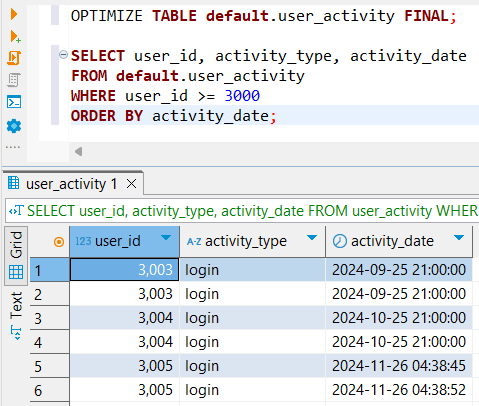 OPTIMIZE TABLE default.user_activity FINAL;
SELECT user_id, activity_type, activity_date
FROM default.user_activity
WHERE user_id >= 3000
ORDER BY activity_date;
user_activity 1
SELECT user_id, activity_type, activity_date FROM user_activity WHER
Grid
Text
123 user_id A-Z activity_type activity_date
1 3,003 login 2024-09-25 21:00:00
2 3,003 login 2024-09-25 21:00:00
3 3,004 login 2024-10-25 21:00:00
4 3,004 login 2024-10-25 21:00:00
5 3,005 login 2024-11-26 04:38:45
6 3,005 login 2024-11-26 04:38:52